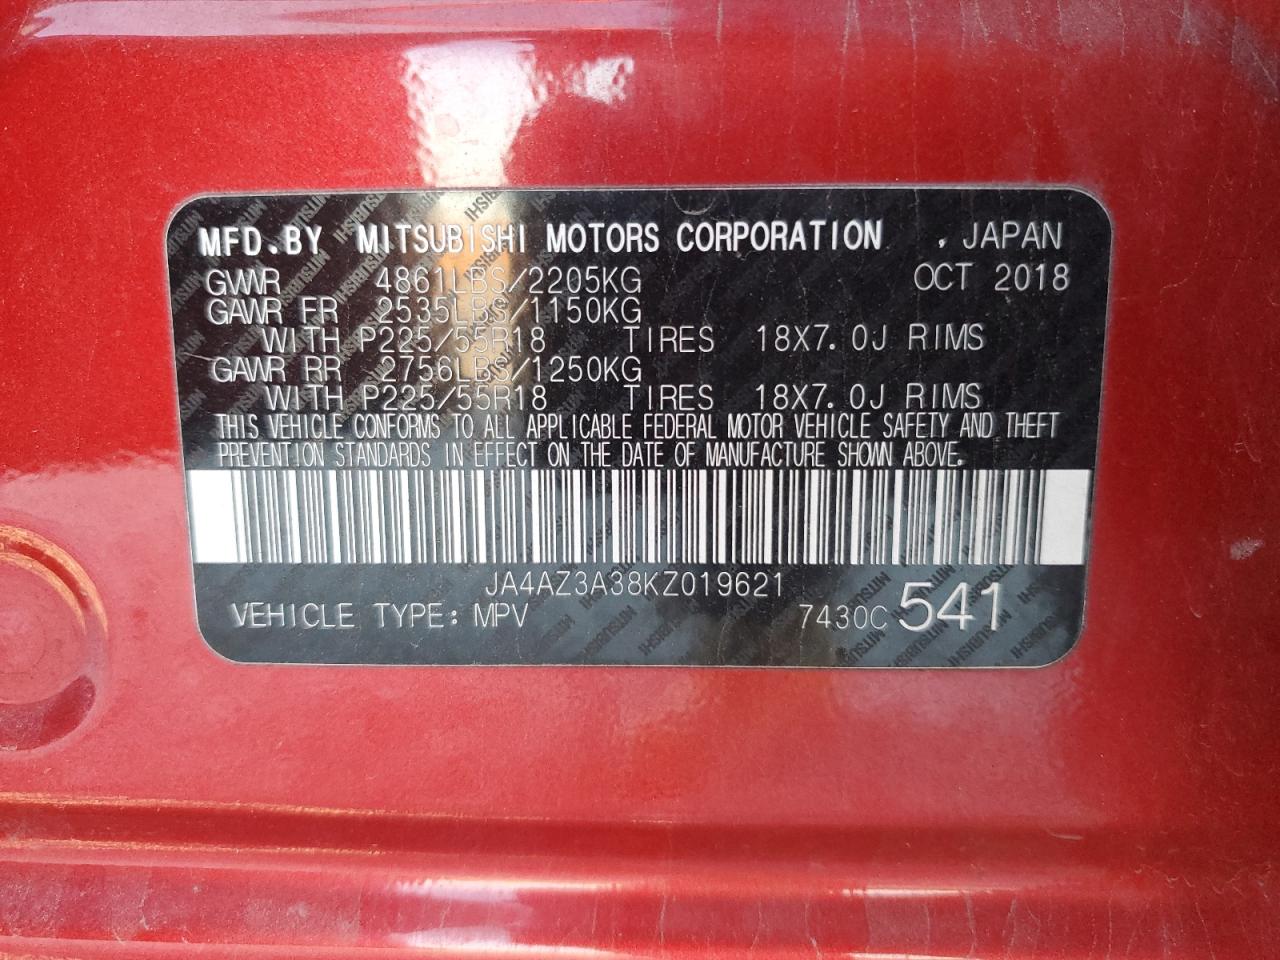 MFD.BY MITSUBISHI MOTORS CORPORATION , JAPAN
GVWR 4861LBS/2205KG OCT 2018
GAWR FR 2535LBS/1150KG
WITH P225/55R18 TIRES 18X7.0J RIMS
GAWR RR 2756LBS/1250KG
WITH P225/55R18 TIRES 18X7.0J RIMS
THIS VEHICLE CONFORMS TO ALL APPLICABLE FEDERAL MOTOR VEHICLE SAFETY AND THEFT
PREVENTION STANDARDS IN EFFECT ON THE DATE OF MANUFACTURE SHOWN ABOVE.
JA4AZ3A38KZ019621
VEHICLE TYPE: MPV 7430C 541